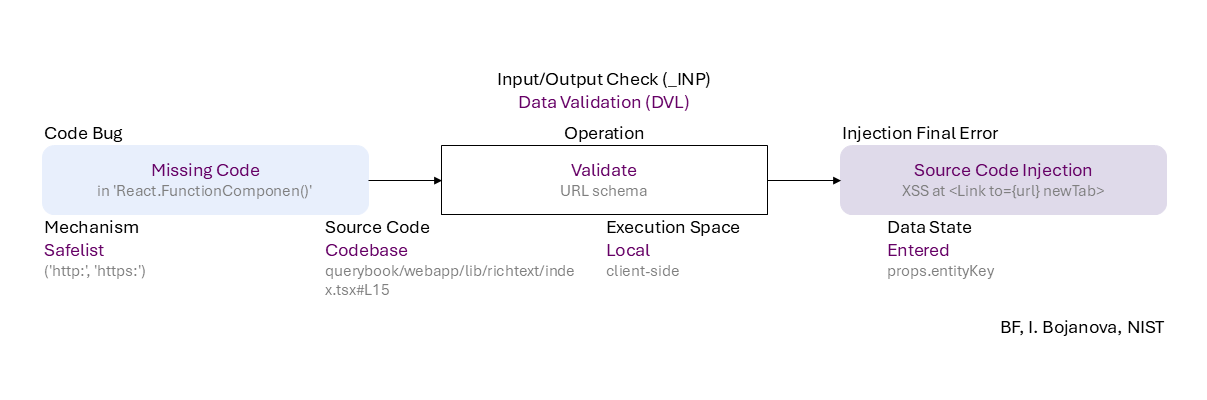 Input/Output Check (_INP)
Data Validation (DVL)
Code Bug
Operation
Injection Final Error
Missing Code
in 'React.FunctionComponen()'
Validate
URL schema
Source Code Injection
XSS at <Link to={url} newTab>
Mechanism
Safelist
('http:', 'https:')
Source Code
Codebase
querybook/webapp/lib/richtext/inde
x.tsx#L15
Execution Space
Local
client-side
Data State
Entered
props.entityKey
BF, I. Bojanova, NIST